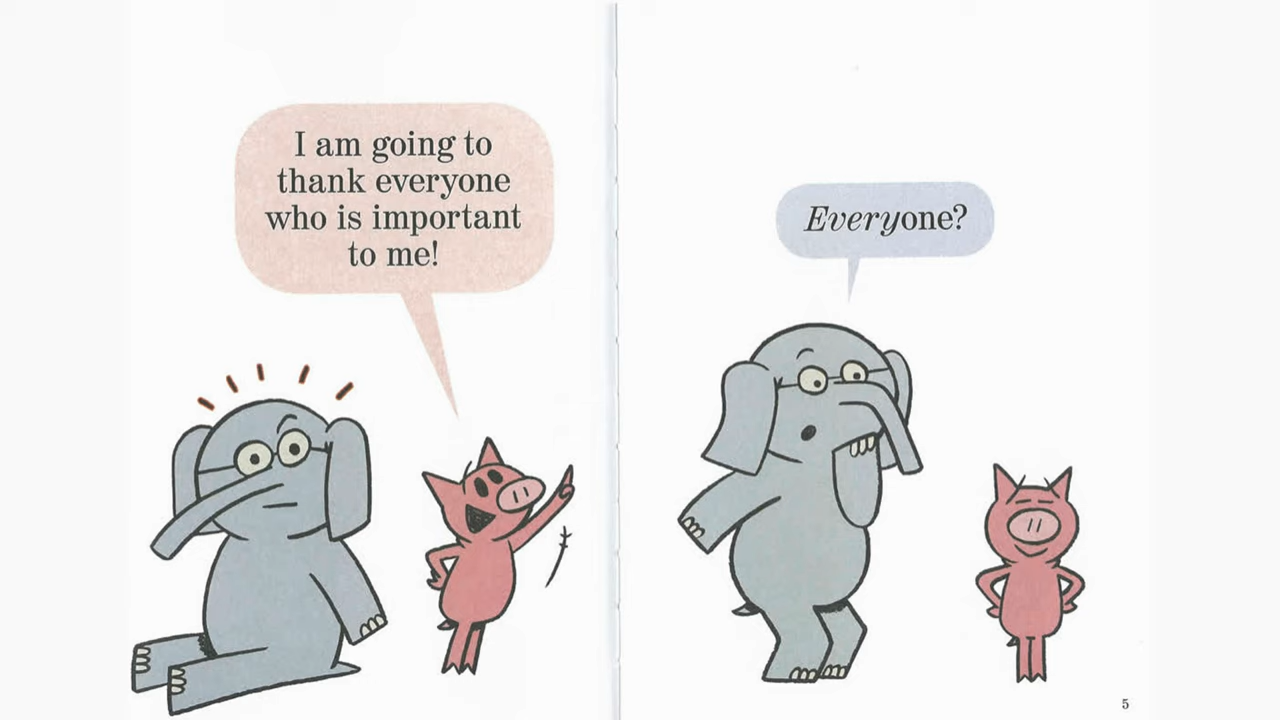 I am going to
thank everyone
who is important
to me!
Everyone?
5